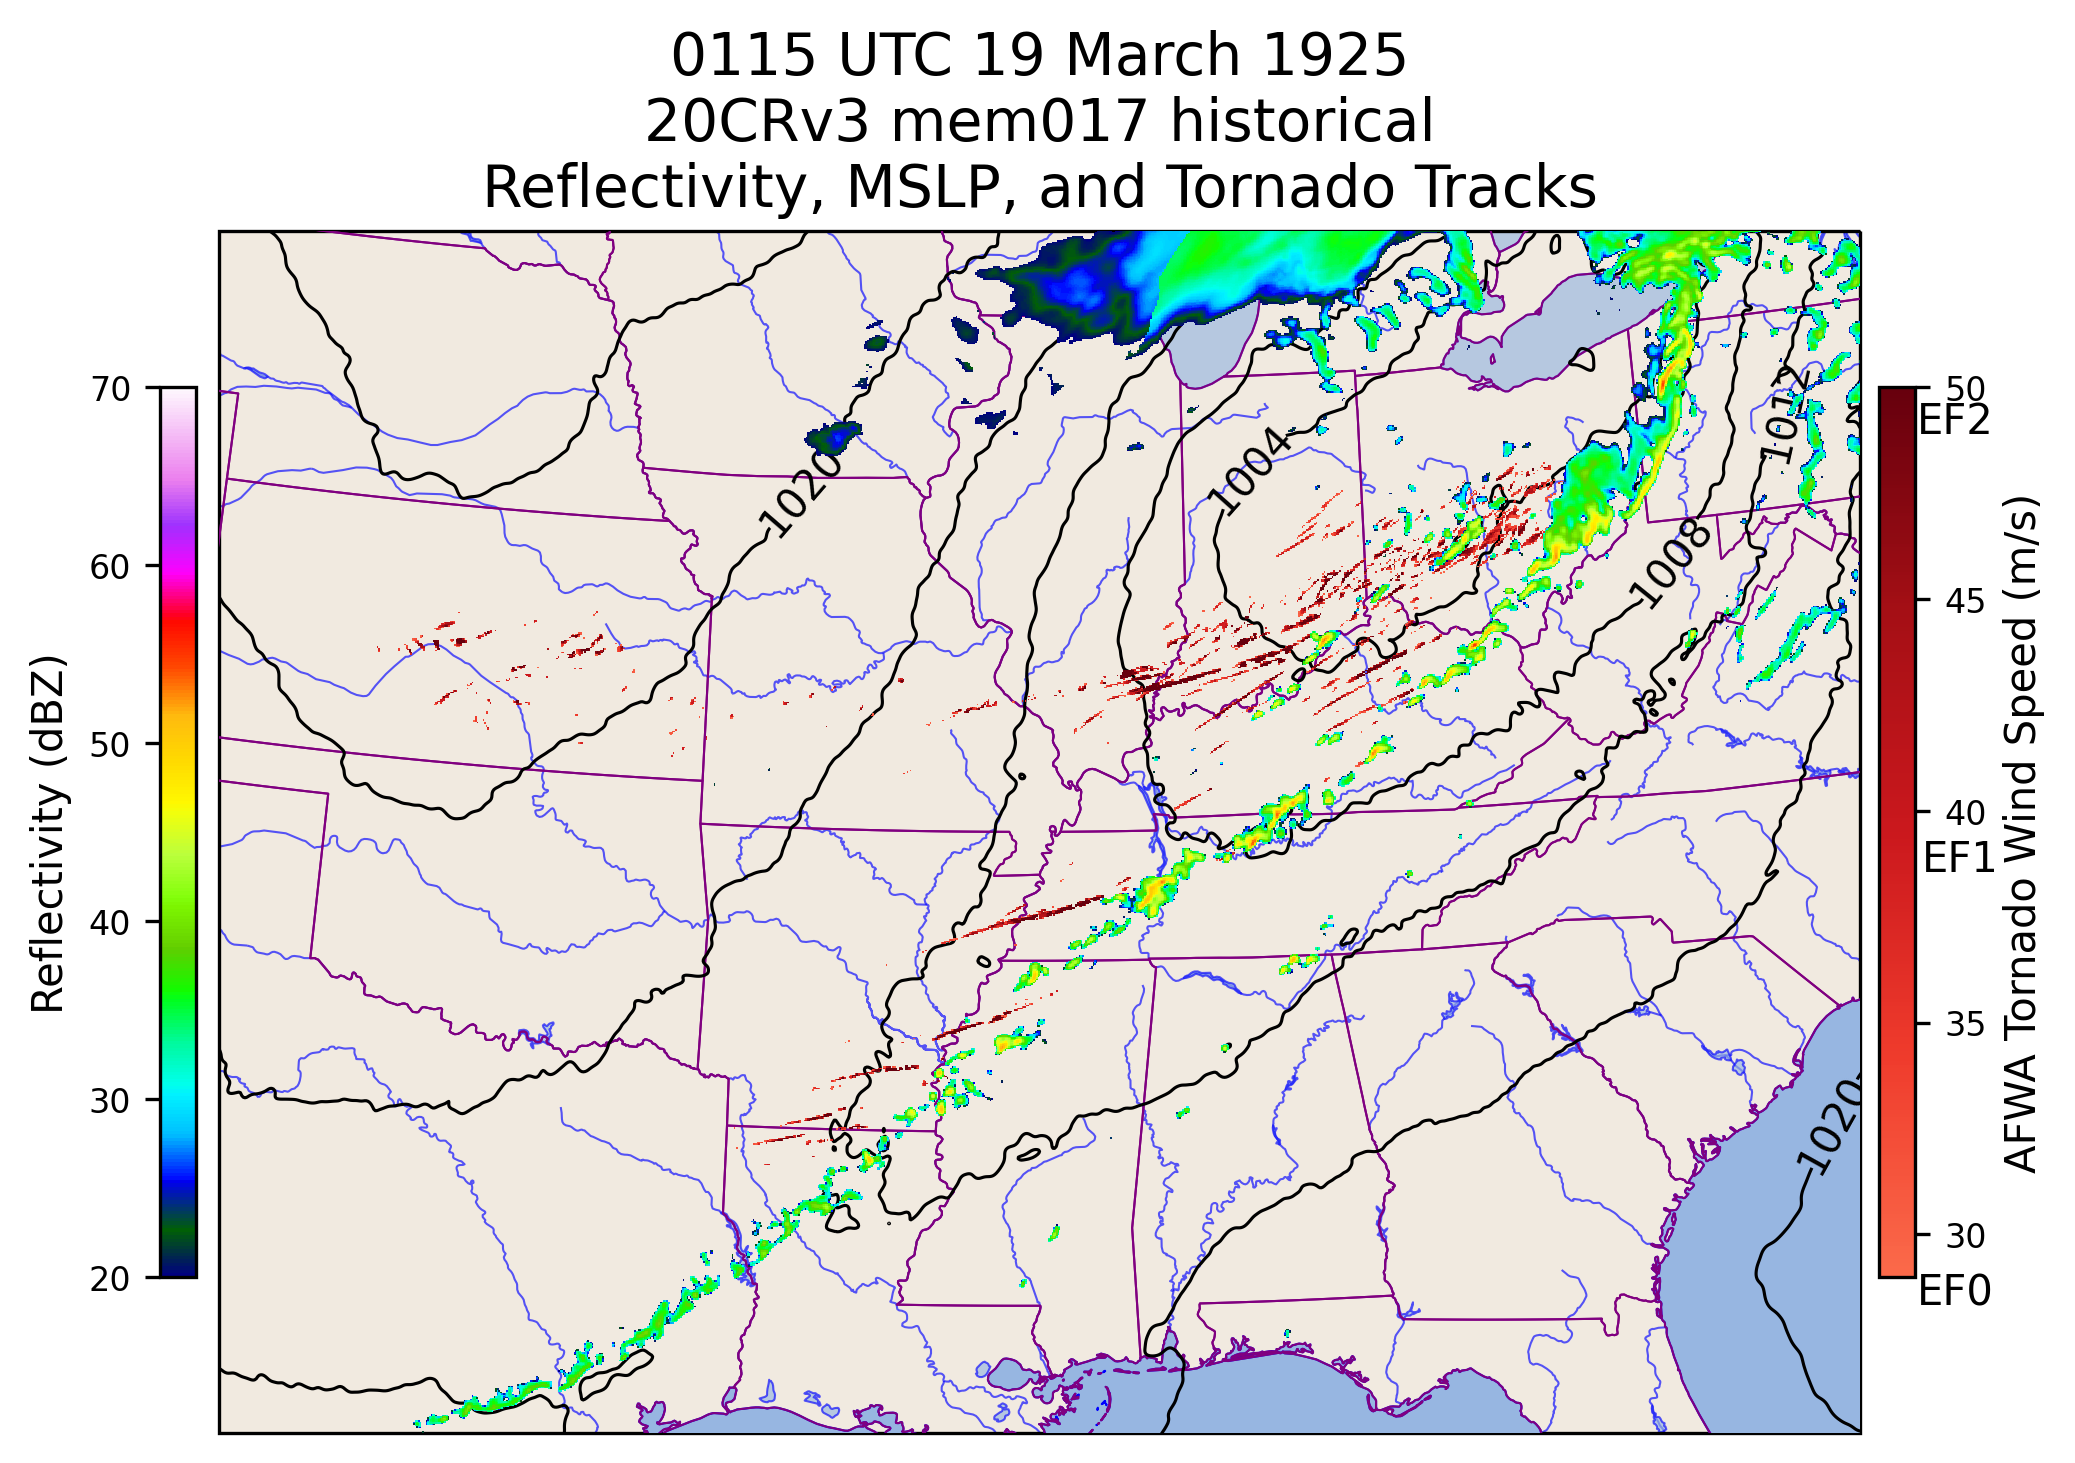 0115 UTC 19 March 1925
20CRv3 mem017 historical
Reflectivity, MSLP, and Tornado Tracks
Reflectivity (dBZ)
70
60
50
40
30
20
1020
1004
1008
1012
1020
50
EF2
45
40
EF1
35
30
EF0
AFWA Tornado Wind Speed (m/s)